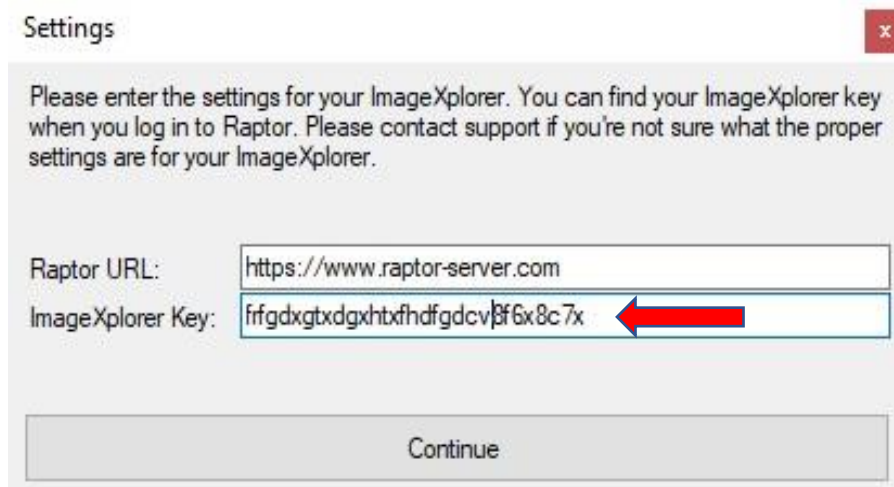 Settings
x
Please enter the settings for your ImageXplorer. You can find your ImageXplorer key
when you log in to Raptor. Please contact support if you're not sure what the proper
settings are for your ImageXplorer.
Raptor URL: https://www.raptor-server.com
ImageXplorer Key: frfgdxgtxdgxhtxfhdfgdcv8f6x8c7x
Continue